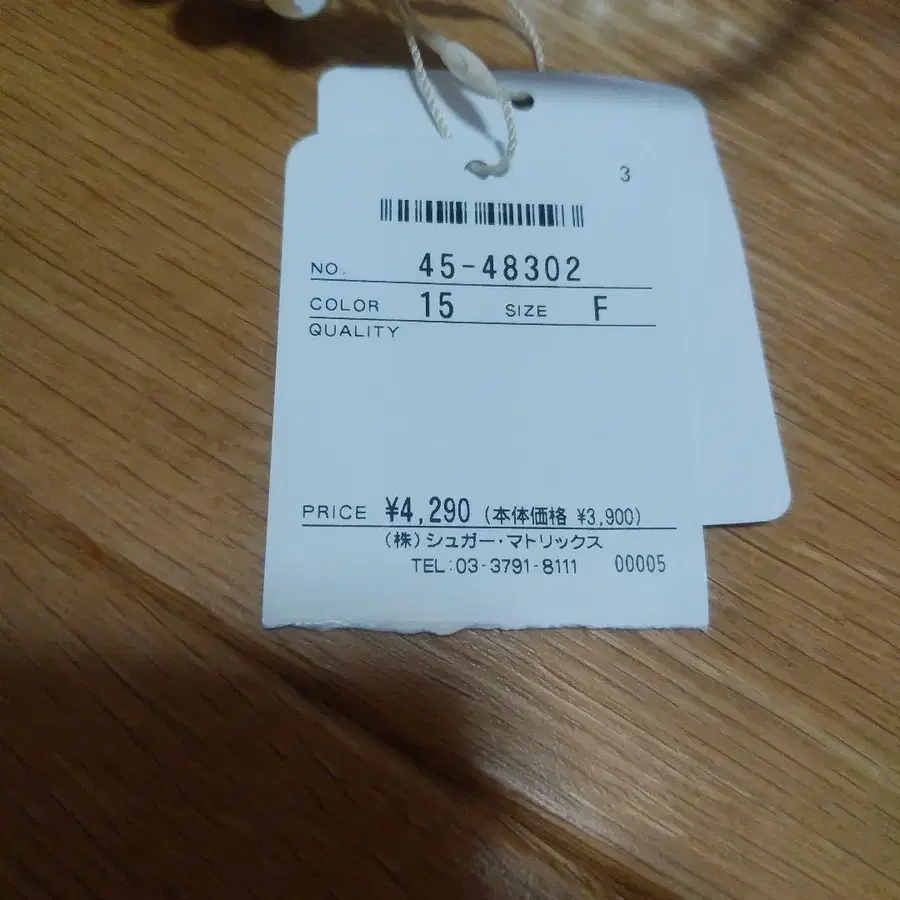 3
NO. 45-48302
COLOR 15 SIZE F
QUALITY
PRICE ¥4,290 (本体価格 ¥3,900)
(株)シュガー・マトリックス
TEL:03-3791-8111 00005